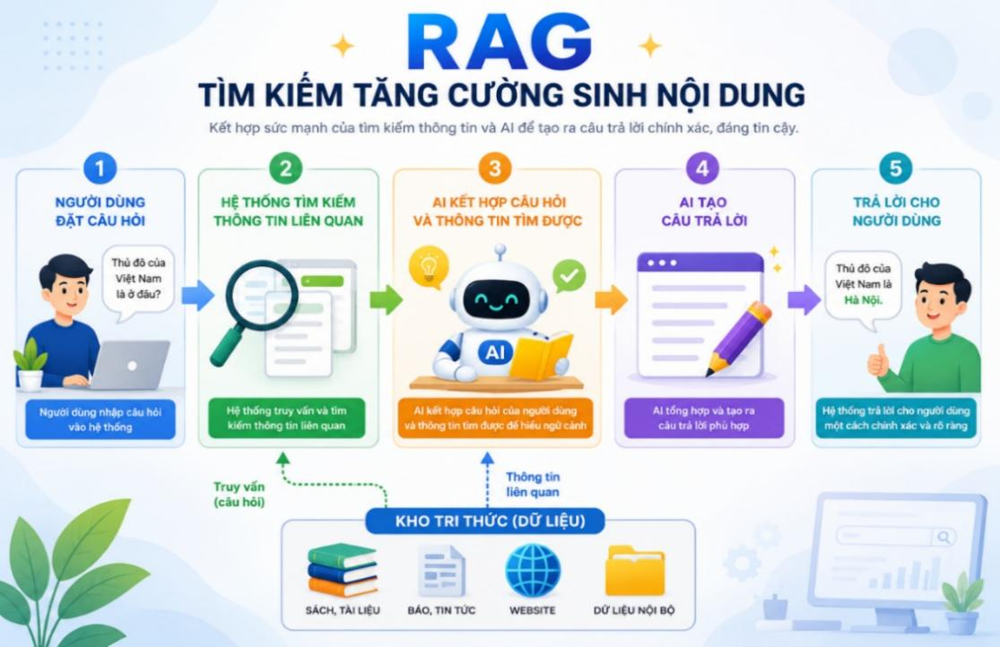 RAG
TÌM KIẾM TĂNG CƯỜNG SINH NỘI DUNG
Kết hợp sức mạnh của tìm kiếm thông tin và AI để tạo ra câu trả lời chính xác, đáng tin cậy.
1
NGƯỜI DÙNG
ĐẶT CÂU HỎI
Thủ đô của
Việt Nam
là ở đâu?
Người dùng nhập câu hỏi
vào hệ thống
2
HỆ THỐNG TÌM KIẾM
THÔNG TIN LIÊN QUAN
Hệ thống truy vấn và tìm
kiếm thông tin liên quan
3
AI KẾT HỢP CÂU HỎI
VÀ THÔNG TIN TÌM ĐƯỢC
AI
AI kết hợp câu hỏi của người dùng
và thông tin tìm được để hiểu ngữ cảnh
4
AI TẠO
CÂU TRẢ LỜI
AI tổng hợp và tạo ra
câu trả lời phù hợp
5
TRẢ LỜI CHO
NGƯỜI DÙNG
Thủ đô của
Việt Nam là
Hà Nội.
Hệ thống trả lời cho người dùng
một cách chính xác và rõ ràng
Truy vấn
(câu hỏi)
Thông tin
liên quan
KHO TRI THỨC (DỮ LIỆU)
SÁCH, TÀI LIỆU
BÁO, TIN TỨC
WEBSITE
DỮ LIỆU NỘI BỘ